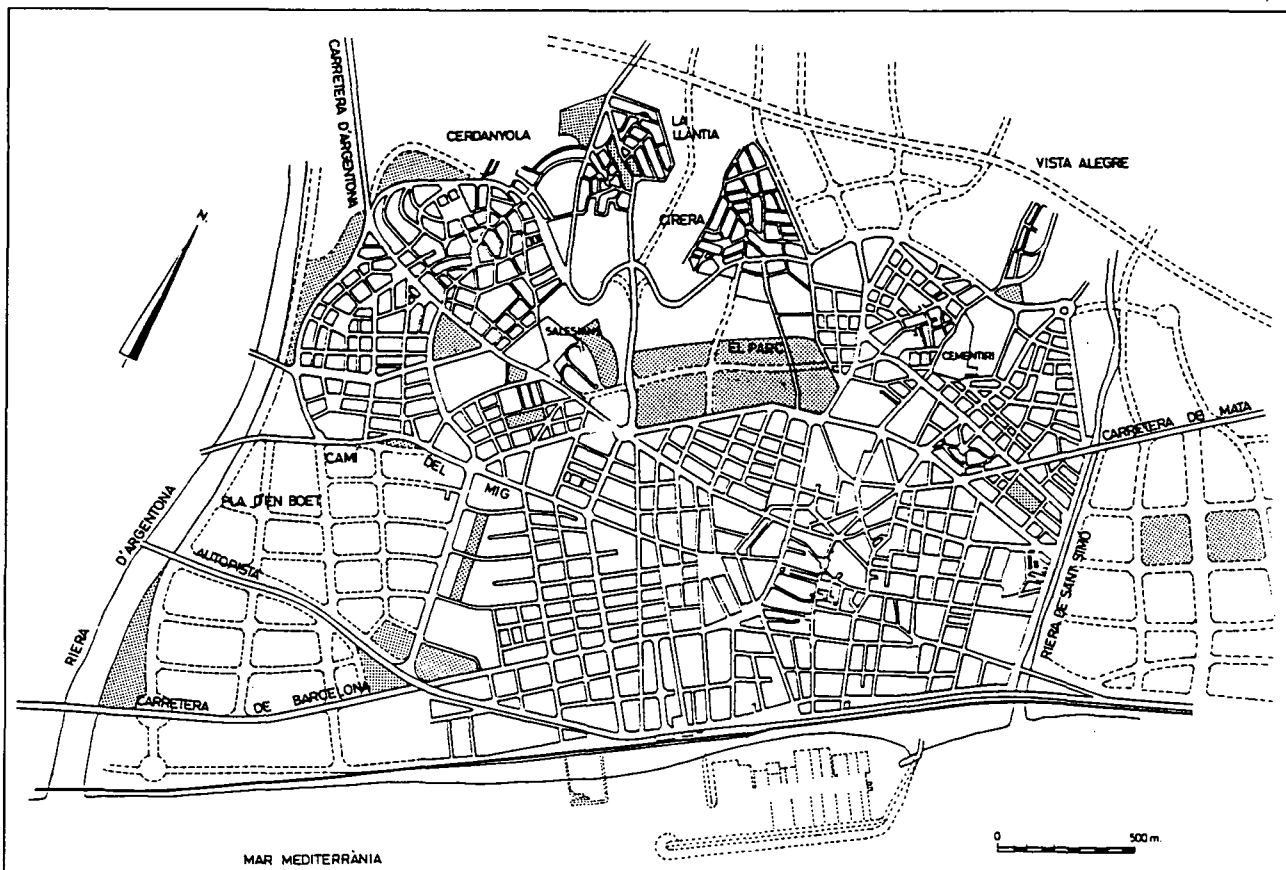 CARRETERA D'ARGENTONA
CERDANYOLA
LA
LLÀNTIA
VISTA ALEGRE
N.
CIRERA
SALESIANS
EL PARC
CEMENTIRI
CARRETERA DE MATA
CAMÍ DEL MIG
PLA D'EN BOET
RIERA D'ARGENTONA
AUTOPISTA
RIERA DE SANT SIMÓ
CARRETERA DE BARCELONA
0 500 m.
MAR MEDITERRÀNIA